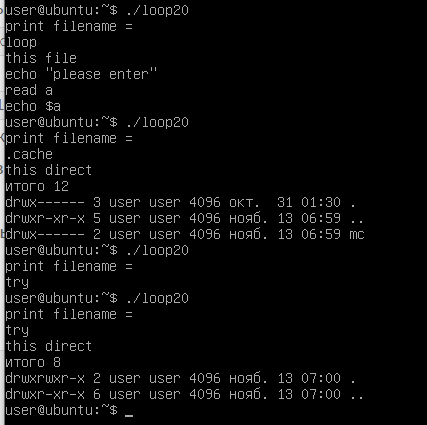 user@ubuntu:~$ ./loop20
print filename =
loop
this file
echo "please enter"
read a
echo $a
user@ubuntu:~$ ./loop20
print filename =
.cache
this direct
итого 12
drwx------ 3 user user 4096 окт.  31 01:30 .
drwxr-xr-x 5 user user 4096 нояб. 13 06:59 ..
drwx------ 2 user user 4096 нояб. 13 06:59 mc
user@ubuntu:~$ ./loop20
print filename =
try
user@ubuntu:~$ ./loop20
print filename =
try
this direct
итого 8
drwxrwxr-x 2 user user 4096 нояб. 13 07:00 .
drwxr-xr-x 6 user user 4096 нояб. 13 07:00 ..
user@ubuntu:~$ _